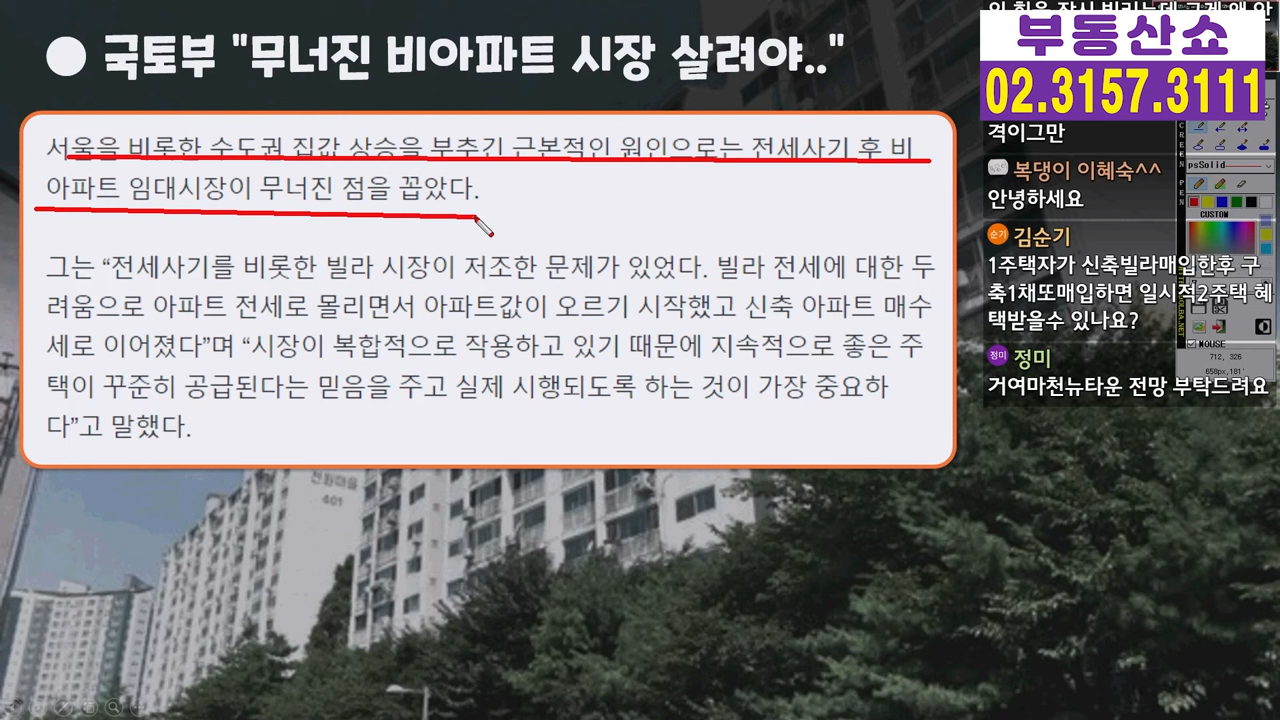 ● 국토부 "무너진 비아파트 시장 살려야.."
서울을 비롯한 수도권 집값 상승을 부추긴 근본적인 원인으로는 전세사기 후 비
아파트 임대시장이 무너진 점을 꼽았다.
그는 “전세사기를 비롯한 빌라 시장이 저조한 문제가 있었다. 빌라 전세에 대한 두
려움으로 아파트 전세로 몰리면서 아파트값이 오르기 시작했고 신축 아파트 매수
세로 이어졌다”며 “시장이 복합적으로 작용하고 있기 때문에 지속적으로 좋은 주
택이 꾸준히 공급된다는 믿음을 주고 실제 시행되도록 하는 것이 가장 중요하
다”고 말했다.
401
부동산쇼
02.3157.3111
격이그만
복댕이 이혜숙^^
안녕하세요
순기 김순기
1주택자가 신축빌라매입한후 구
축1채또매입하면 일시적2주택 혜
택받을수 있나요?
정미 정미
거여마천뉴타운 전망 부탁드려요
psSolid
CUSTOM
MOUSE
712, 326
658px,181°